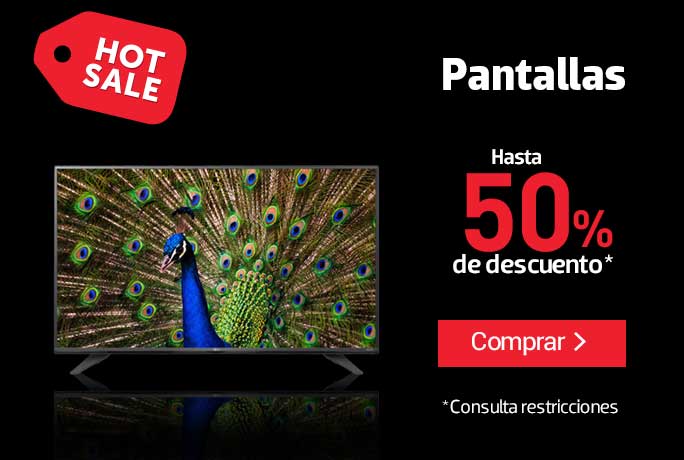 HOT
SALE
Pantallas
Hasta
50%
de descuento*
Comprar >
*Consulta restricciones